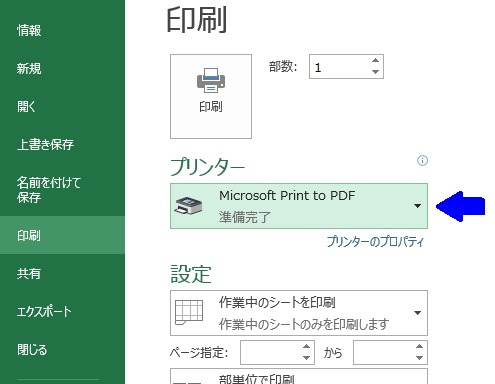 情報
新規
開く
上書き保存
名前を付けて
保存
印刷
共有
エクスポート
閉じる
印刷
印刷
部数: 1
プリンター
Microsoft Print to PDF
準備完了
プリンターのプロパティ
設定
作業中のシートを印刷
作業中のシートのみを印刷します
ページ指定: から
部単位で印刷